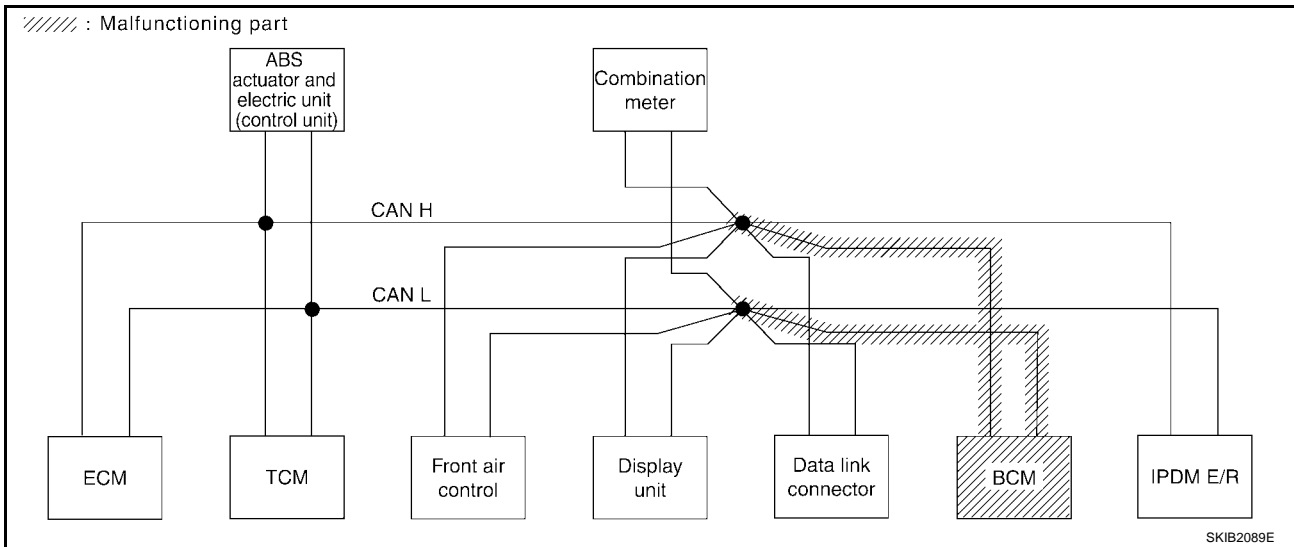 : Malfunctioning part
ABS
actuator and
electric unit
(control unit)
Combination
meter
CAN H
CAN L
ECM
TCM
Front air
control
Display
unit
Data link
connector
BCM
IPDM E/R
SKIB2089E